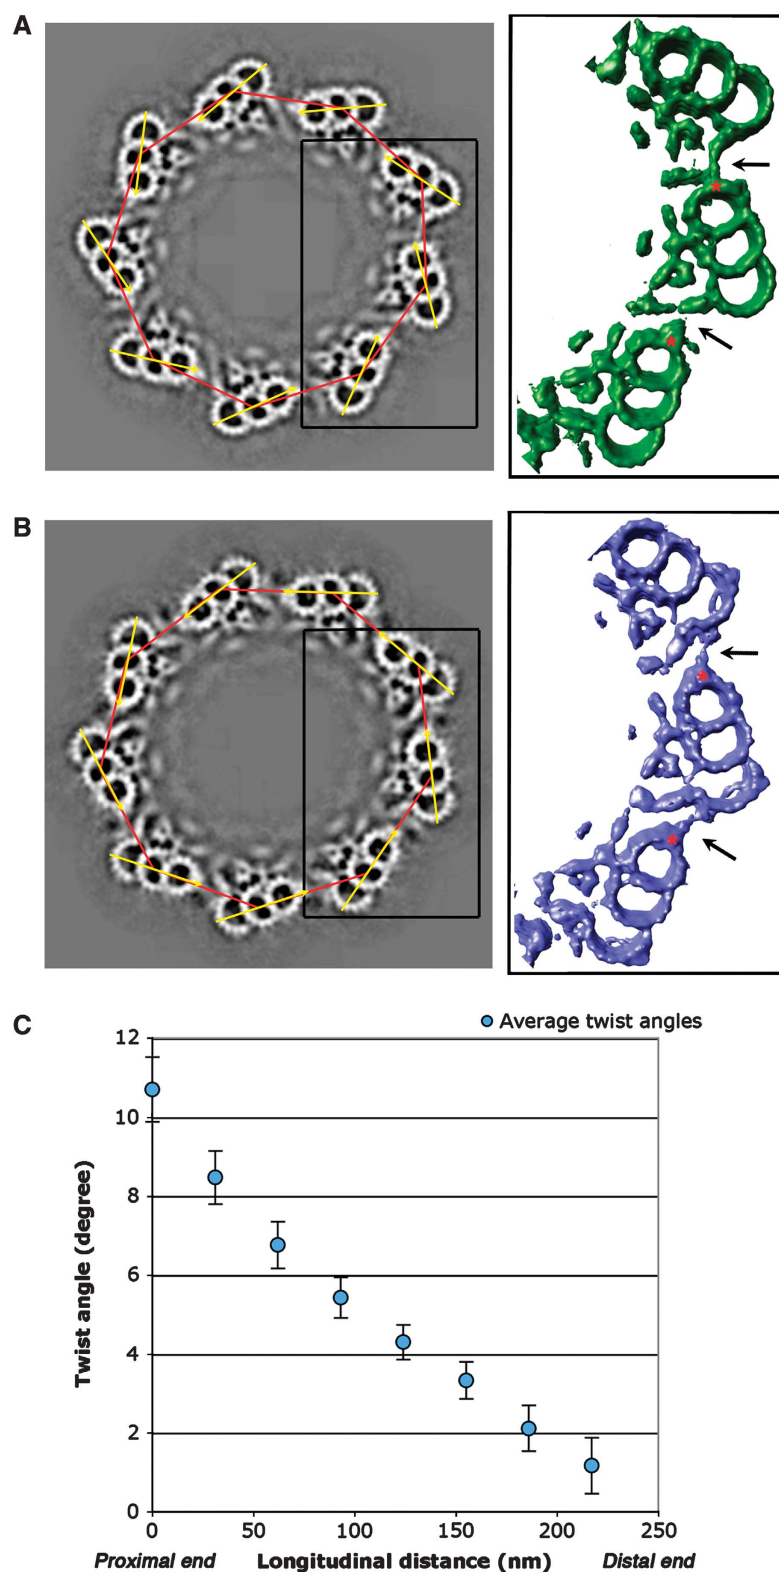 A
B
C
Average twist angles
12
10
8
6
4
2
0
Twist angle (degree)
0 50 100 150 200 250
Proximal end Longitudinal distance (nm) Distal end